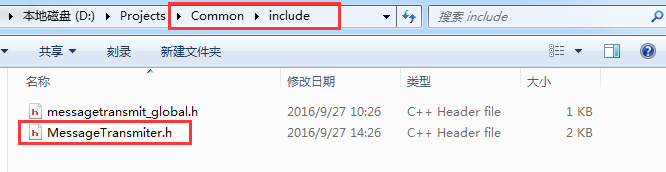 本地磁盘 (D:) ▸ Projects ▸ Common ▸ include
搜索 include
共享 ▼ 刻录 新建文件夹
名称 修改日期 类型 大小
messagetransmit_global.h 2016/9/27 10:26 C++ Header file 1 KB
MessageTransmiter.h 2016/9/27 14:26 C++ Header file 2 KB